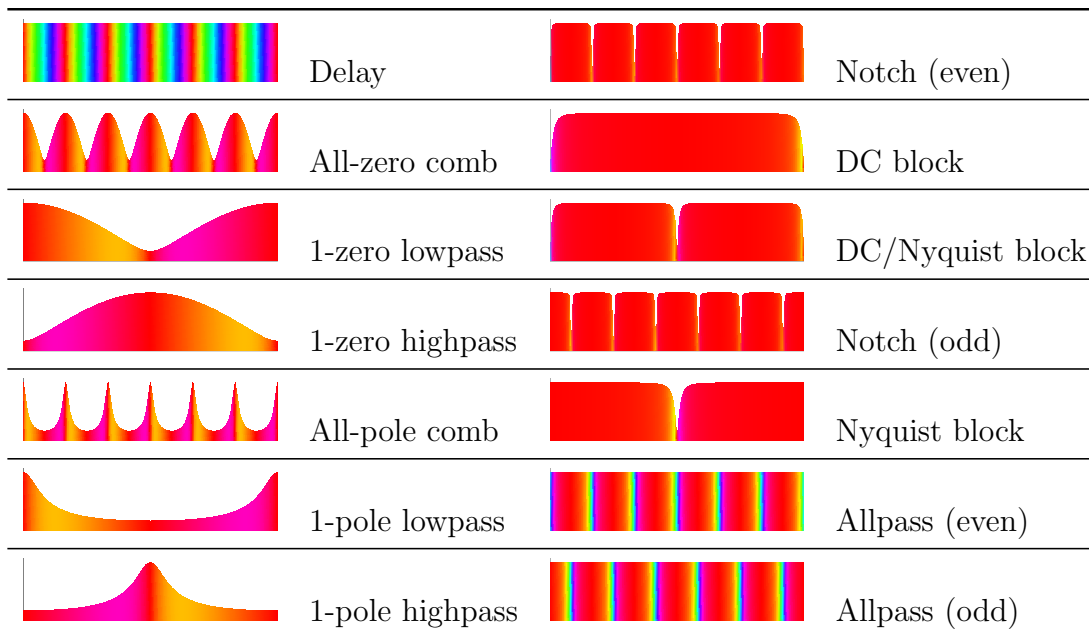 Delay
Notch (even)
All-zero comb
DC block
1-zero lowpass
DC/Nyquist block
1-zero highpass
Notch (odd)
All-pole comb
Nyquist block
1-pole lowpass
Allpass (even)
1-pole highpass
Allpass (odd)